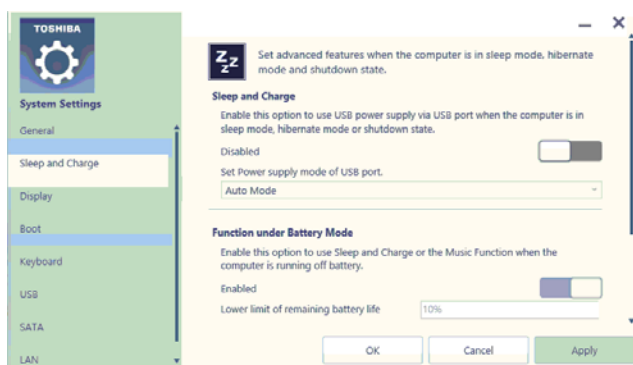 TOSHIBA
System Settings
General
Sleep and Charge
Display
Boot
Keyboard
USB
SATA
LAN
Set advanced features when the computer is in sleep mode, hibernate
mode and shutdown state.
Sleep and Charge
Enable this option to use USB power supply via USB port when the computer is in
sleep mode, hibernate mode or shutdown state.
Disabled
Set Power supply mode of USB port.
Auto Mode
Function under Battery Mode
Enable this option to use Sleep and Charge or the Music Function when the
computer is running off battery.
Enabled
Lower limit of remaining battery life
10%
OK
Cancel
Apply